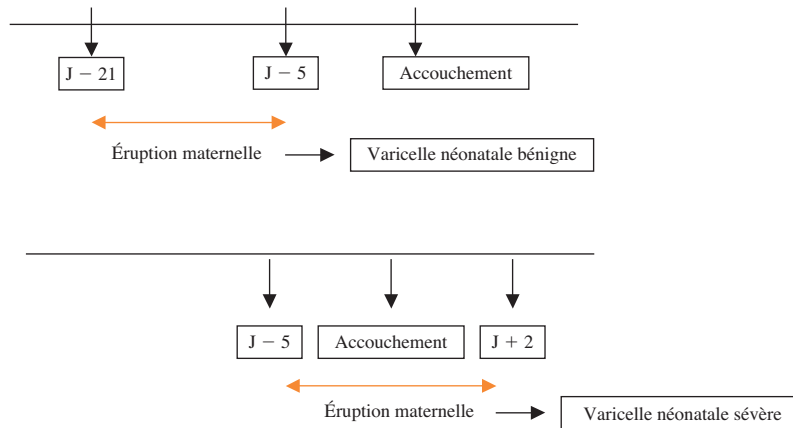 J − 21 J − 5 Accouchement
Éruption maternelle Varicelle néonatale bénigne
J − 5 Accouchement J + 2
Éruption maternelle Varicelle néonatale sévère